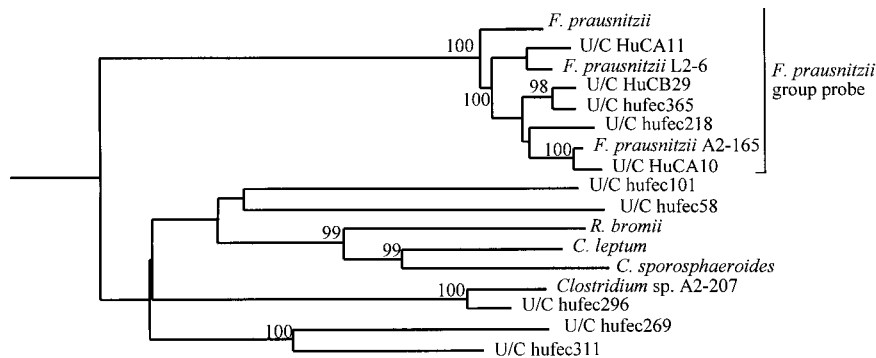 F. prausnitzii
100
U/C HuCA11
F. prausnitzii L2-6
F. prausnitzii
group probe
100
98
U/C HuCB29
U/C hufec365
U/C hufec218
100
F. prausnitzii A2-165
U/C HuCA10
U/C hufec101
U/C hufec58
99
R. bromii
99
C. leptum
C. sporosphaeroides
100
Clostridium sp. A2-207
U/C hufec296
100
U/C hufec269
U/C hufec311